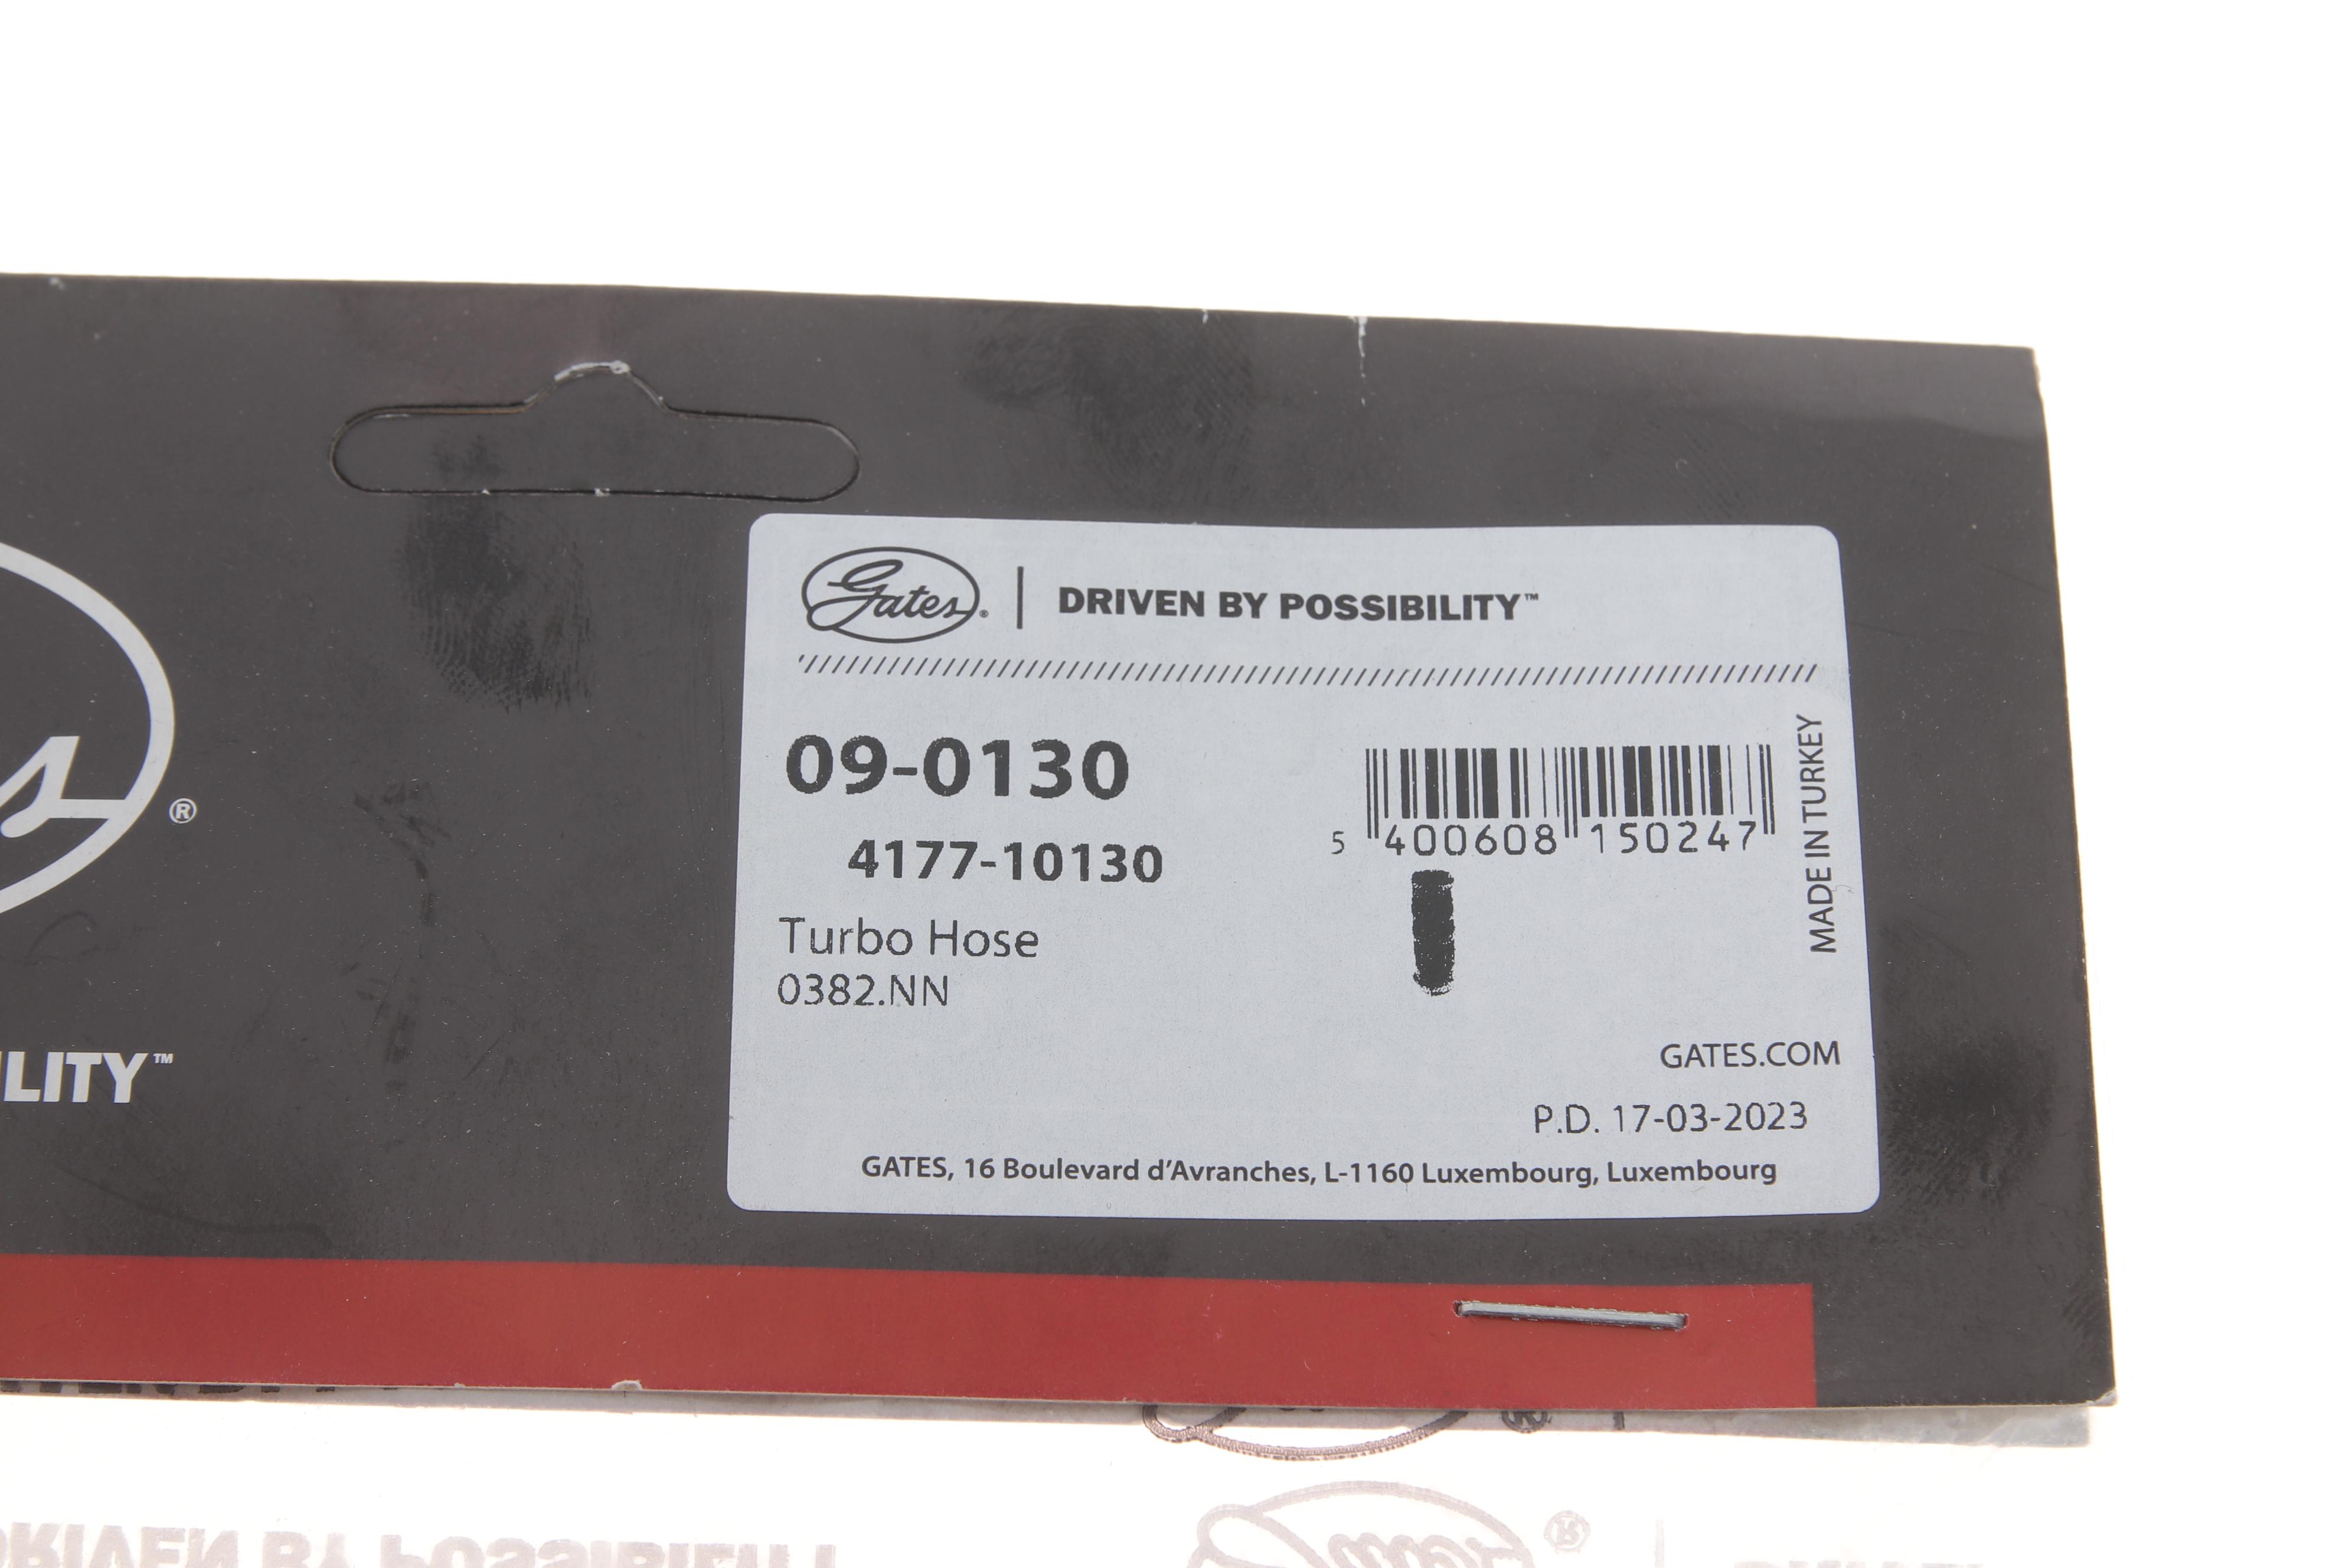 Gates® | DRIVEN BY POSSIBILITY™
09-0130
4177-10130
Turbo Hose
0382.NN
5 400608 150247
MADE IN TURKEY
GATES.COM
P.D. 17-03-2023
GATES, 16 Boulevard d'Avranches, L-1160 Luxembourg, Luxembourg
®
LITY™